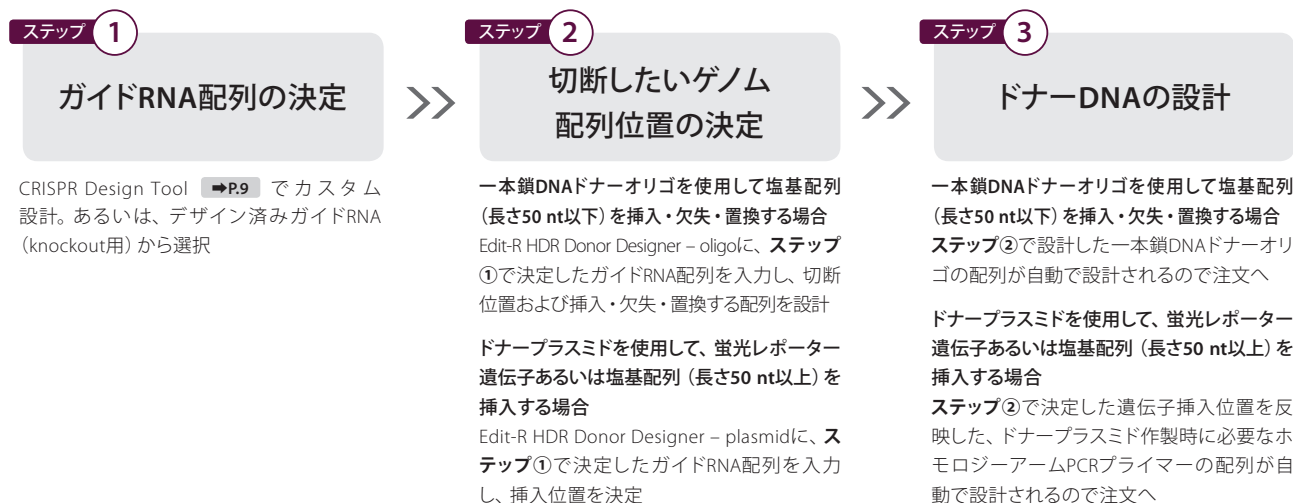 ステップ 1
ガイドRNA配列の決定
CRISPR Design Tool ➡P.9 でカスタム
設計。あるいは、デザイン済みガイドRNA
（knockout用）から選択
ステップ 2
切断したいゲノム
配列位置の決定
一本鎖DNAドナーオリゴを使用して塩基配列
（長さ50 nt以下）を挿入・欠失・置換する場合
Edit-R HDR Donor Designer – oligoに、ステップ
①で決定したガイドRNA配列を入力し、切断
位置および挿入・欠失・置換する配列を設計
ドナープラスミドを使用して、蛍光レポーター
遺伝子あるいは塩基配列（長さ50 nt以上）を
挿入する場合
Edit-R HDR Donor Designer – plasmidに、ス
テップ①で決定したガイドRNA配列を入力
し、挿入位置を決定
ステップ 3
ドナーDNAの設計
一本鎖DNAドナーオリゴを使用して塩基配列
（長さ50 nt以下）を挿入・欠失・置換する場合
ステップ②で設計した一本鎖DNAドナーオリ
ゴの配列が自動で設計されるので注文へ
ドナープラスミドを使用して、蛍光レポーター
遺伝子あるいは塩基配列（長さ50 nt以上）を
挿入する場合
ステップ②で決定した遺伝子挿入位置を反
映した、ドナープラスミド作製時に必要なホ
モロジーアームPCRプライマーの配列が自
動で設計されるので注文へ